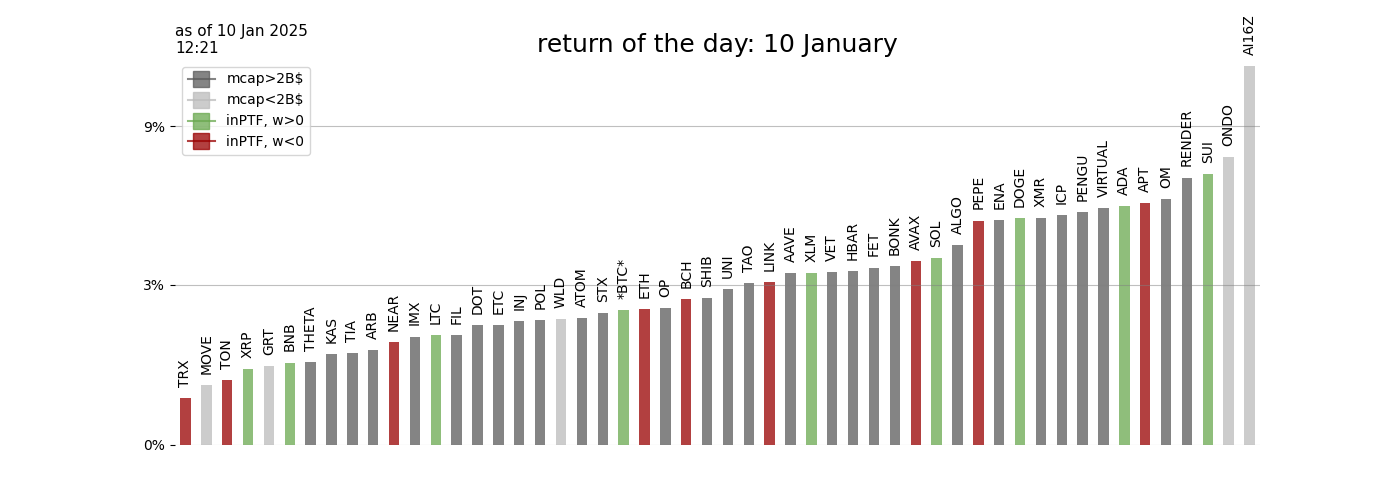 as of 10 Jan 2025
12:21
return of the day: 10 January
mcap>2B$
mcap<2B$
inPTF, w>0
inPTF, w<0
9%
3%
0%
TRX
MOVE
TON
XRP
GRT
BNB
THETA
KAS
TIA
ARB
NEAR
IMX
LTC
FIL
DOT
ETC
INJ
POL
WLD
ATOM
STX
*BTC*
ETH
OP
BCH
SHIB
UNI
TAO
LINK
AAVE
XLM
VET
HBAR
FET
BONK
AVAX
SOL
ALGO
PEPE
ENA
DOGE
XMR
ICP
PENGU
VIRTUAL
ADA
APT
OM
RENDER
SUI
ONDO
AI16Z